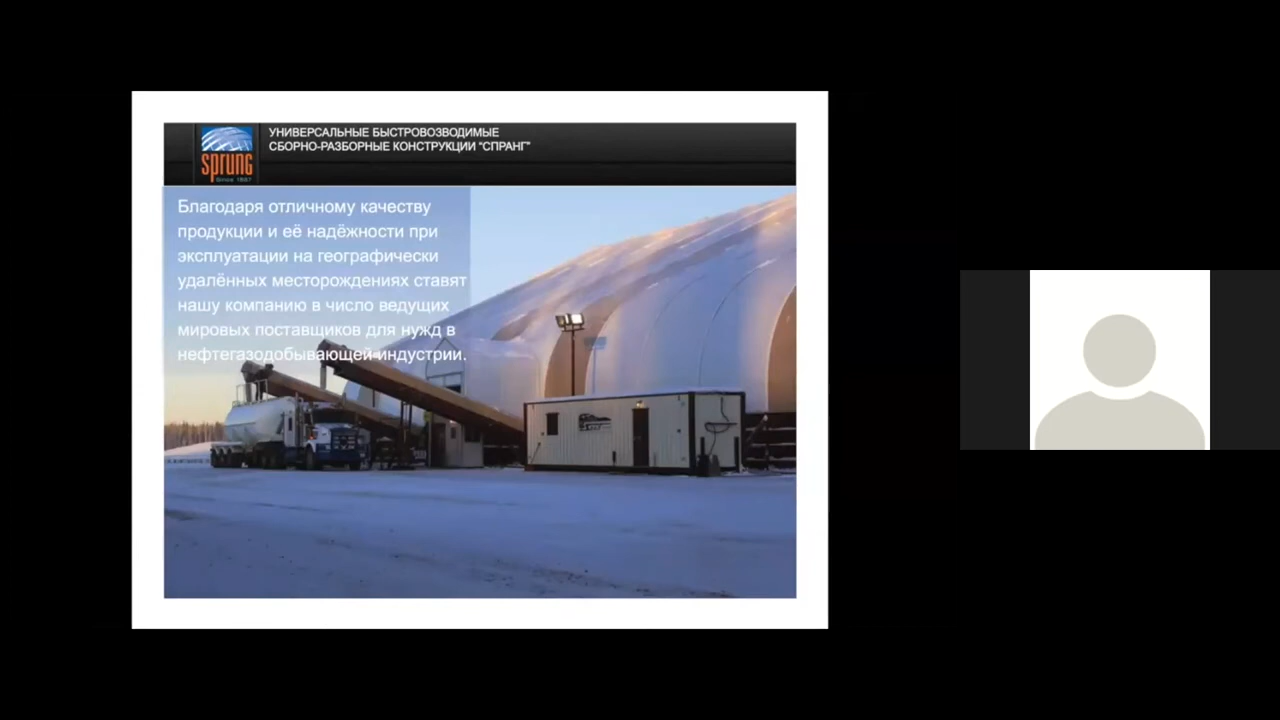 УНИВЕРСАЛЬНЫЕ БЫСТРОВОЗВОДИМЫЕ
СБОРНО-РАЗБОРНЫЕ КОНСТРУКЦИИ “СПРАНГ”
sprung
Since 1887
Благодаря отличному качеству
продукции и её надёжности при
эксплуатации на географически
удалённых месторождениях ставят
нашу компанию в число ведущих
мировых поставщиков для нужд в
нефтегазодобывающей индустрии.